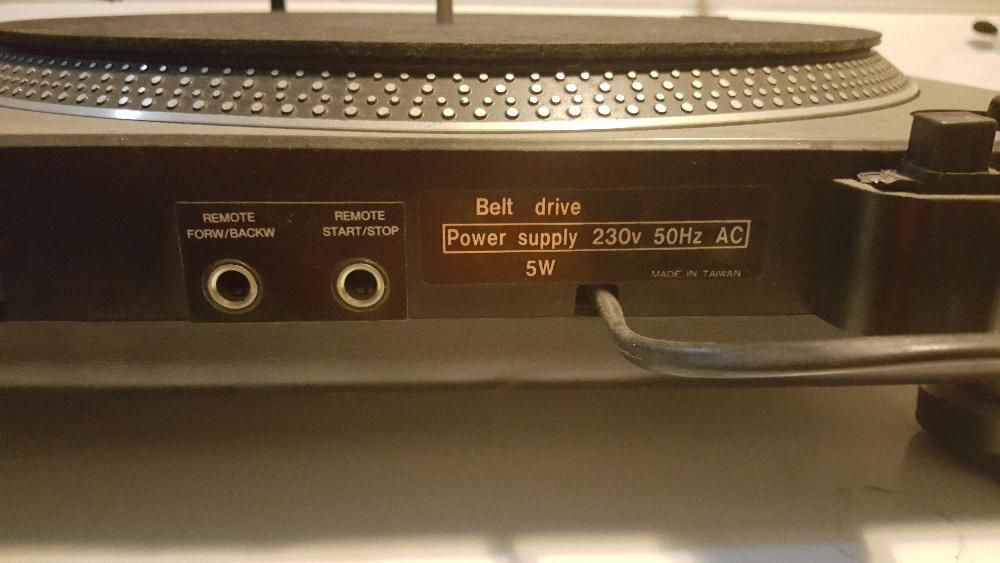 REMOTE
FORW/BACKW
REMOTE
START/STOP
Belt drive
Power supply 230v 50Hz AC
5W
MADE IN TAIWAN